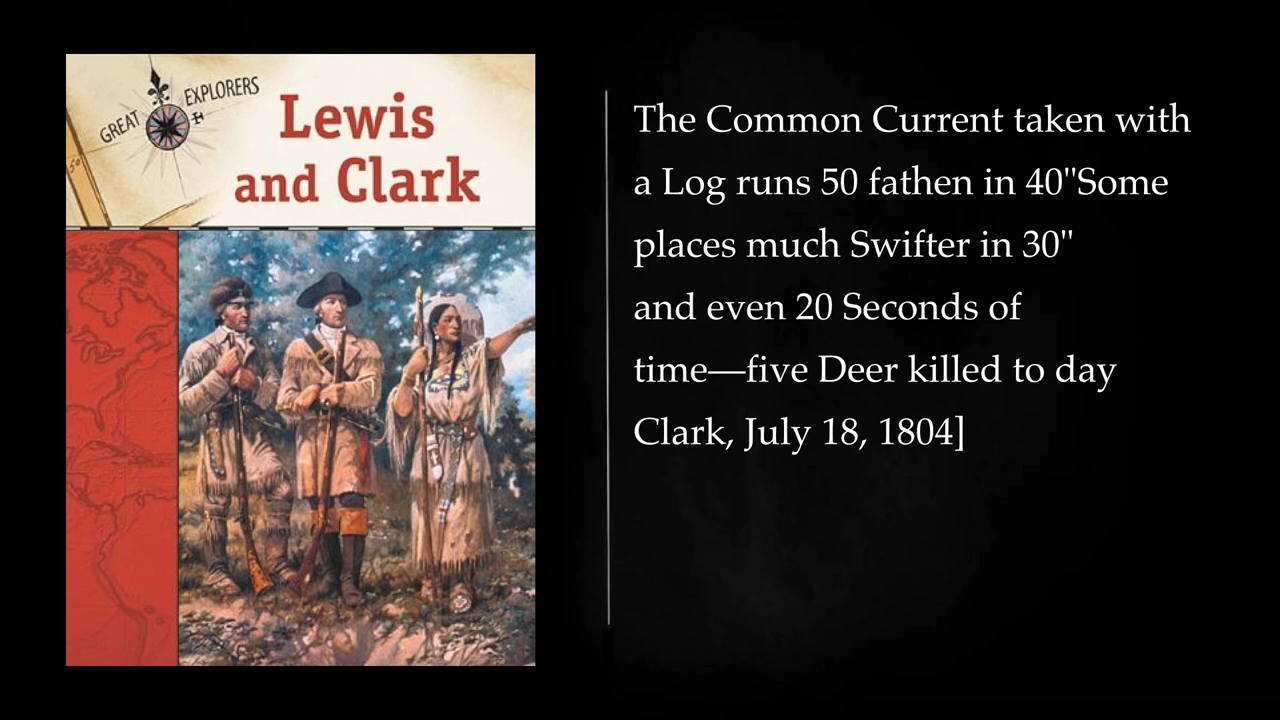 GREAT EXPLORERS
Lewis
and Clark
50
The Common Current taken with
a Log runs 50 fathen in 40"Some
places much Swifter in 30"
and even 20 Seconds of
time—five Deer killed to day
Clark, July 18, 1804]